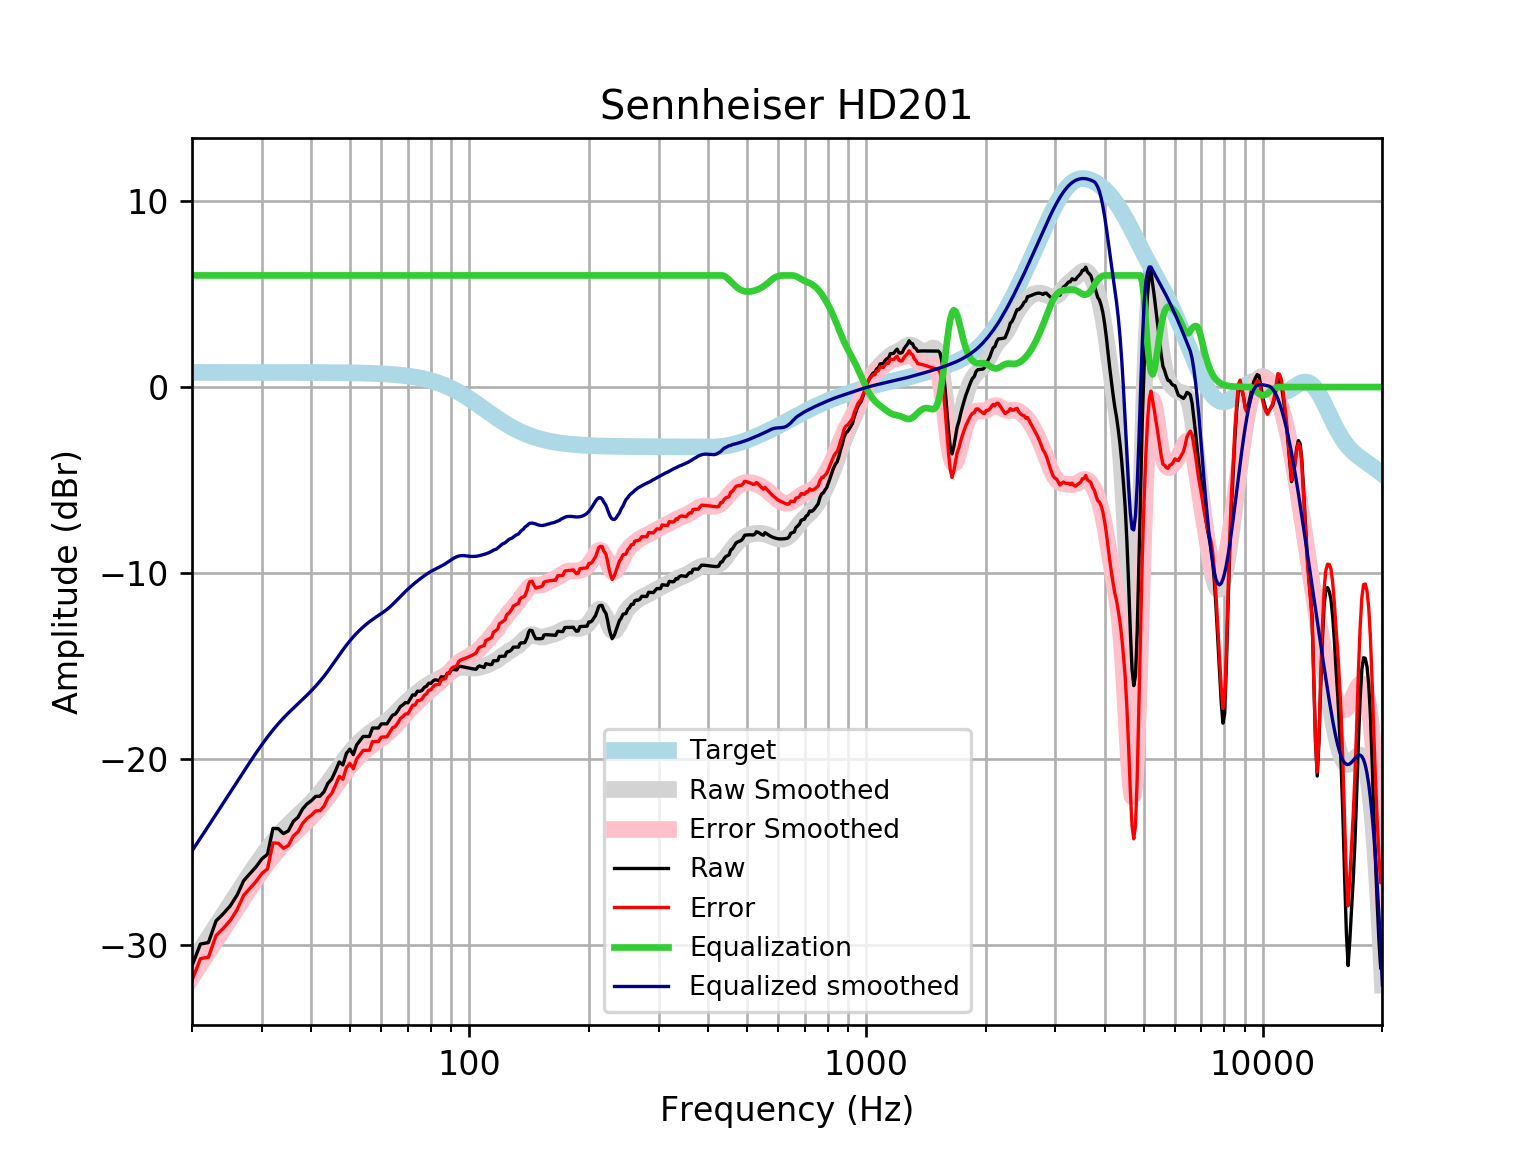 Sennheiser HD201
10
0
−10
−20
−30
Amplitude (dBr)
Target
Raw Smoothed
Error Smoothed
Raw
Error
Equalization
Equalized smoothed
100
1000
10000
Frequency (Hz)